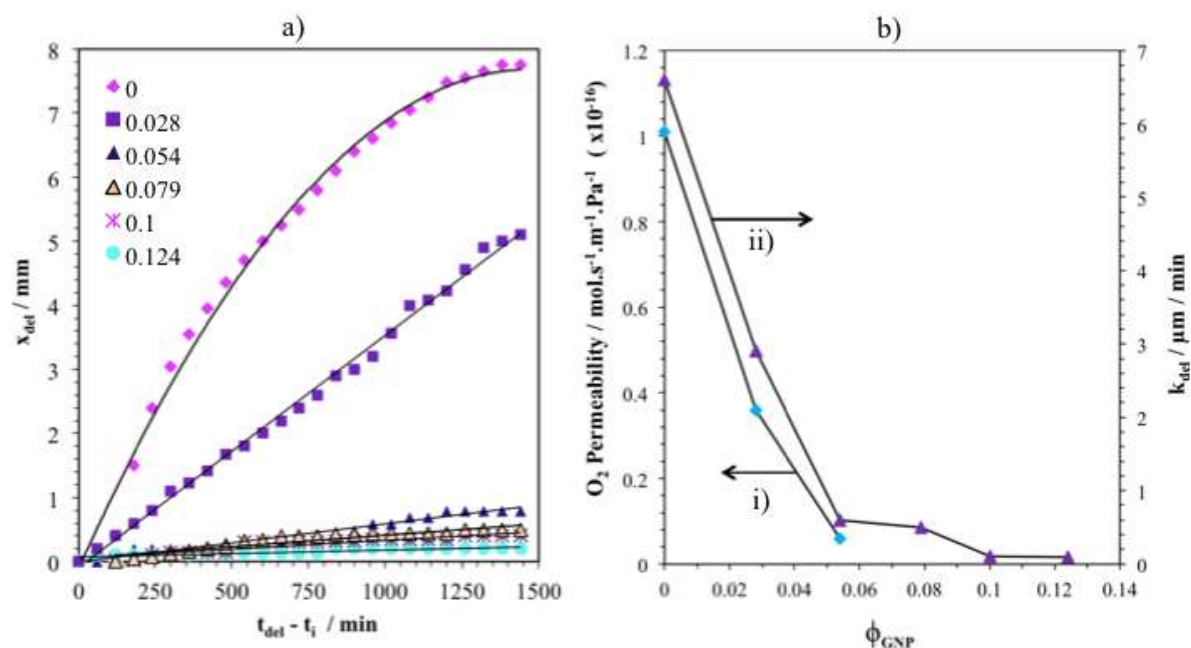 a)
8
7
6
5
4
3
2
1
0
x_del / mm
0
0.028
0.054
0.079
0.1
0.124
0 250 500 750 1000 1250 1500
t_del - t_i / min
b)
1.2
1
0.8
0.6
0.4
0.2
0
O₂ Permeability / mol.s⁻¹.m⁻¹.Pa⁻¹ ( x10⁻¹⁶)
ii)
i)
7
6
5
4
3
2
1
0
k_del / μm / min
0 0.02 0.04 0.06 0.08 0.1 0.12 0.14
ϕ_GNP